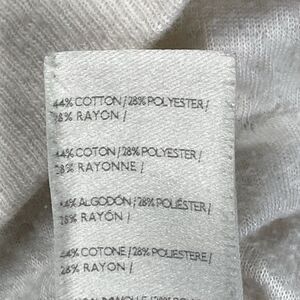 44% COTTON / 28% POLYESTER /
28% RAYON /
44% COTON / 28% POLYESTER /
28% RAYONNE /
44% ALGODÓN / 28% POLIÉSTER /
28% RAYÓN /
44% COTONE / 28% POLIESTERE /
28% RAYON /